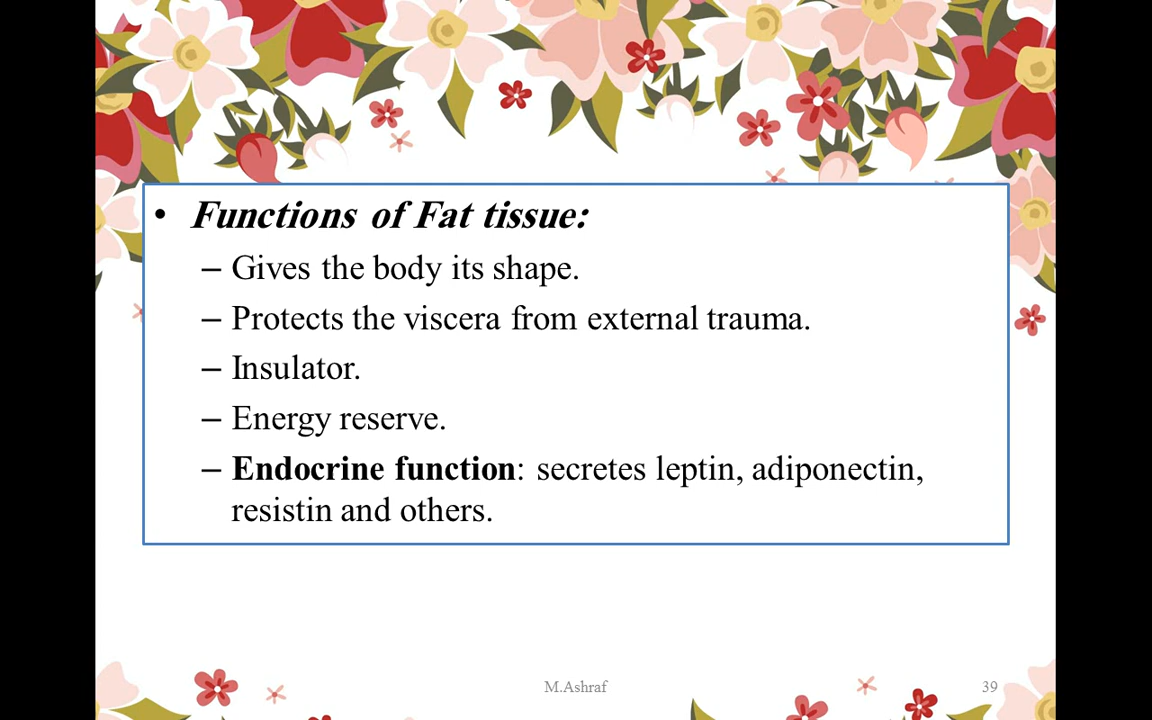 • Functions of Fat tissue:
– Gives the body its shape.
– Protects the viscera from external trauma.
– Insulator.
– Energy reserve.
– Endocrine function: secretes leptin, adiponectin,
resistin and others.
M.Ashraf
39